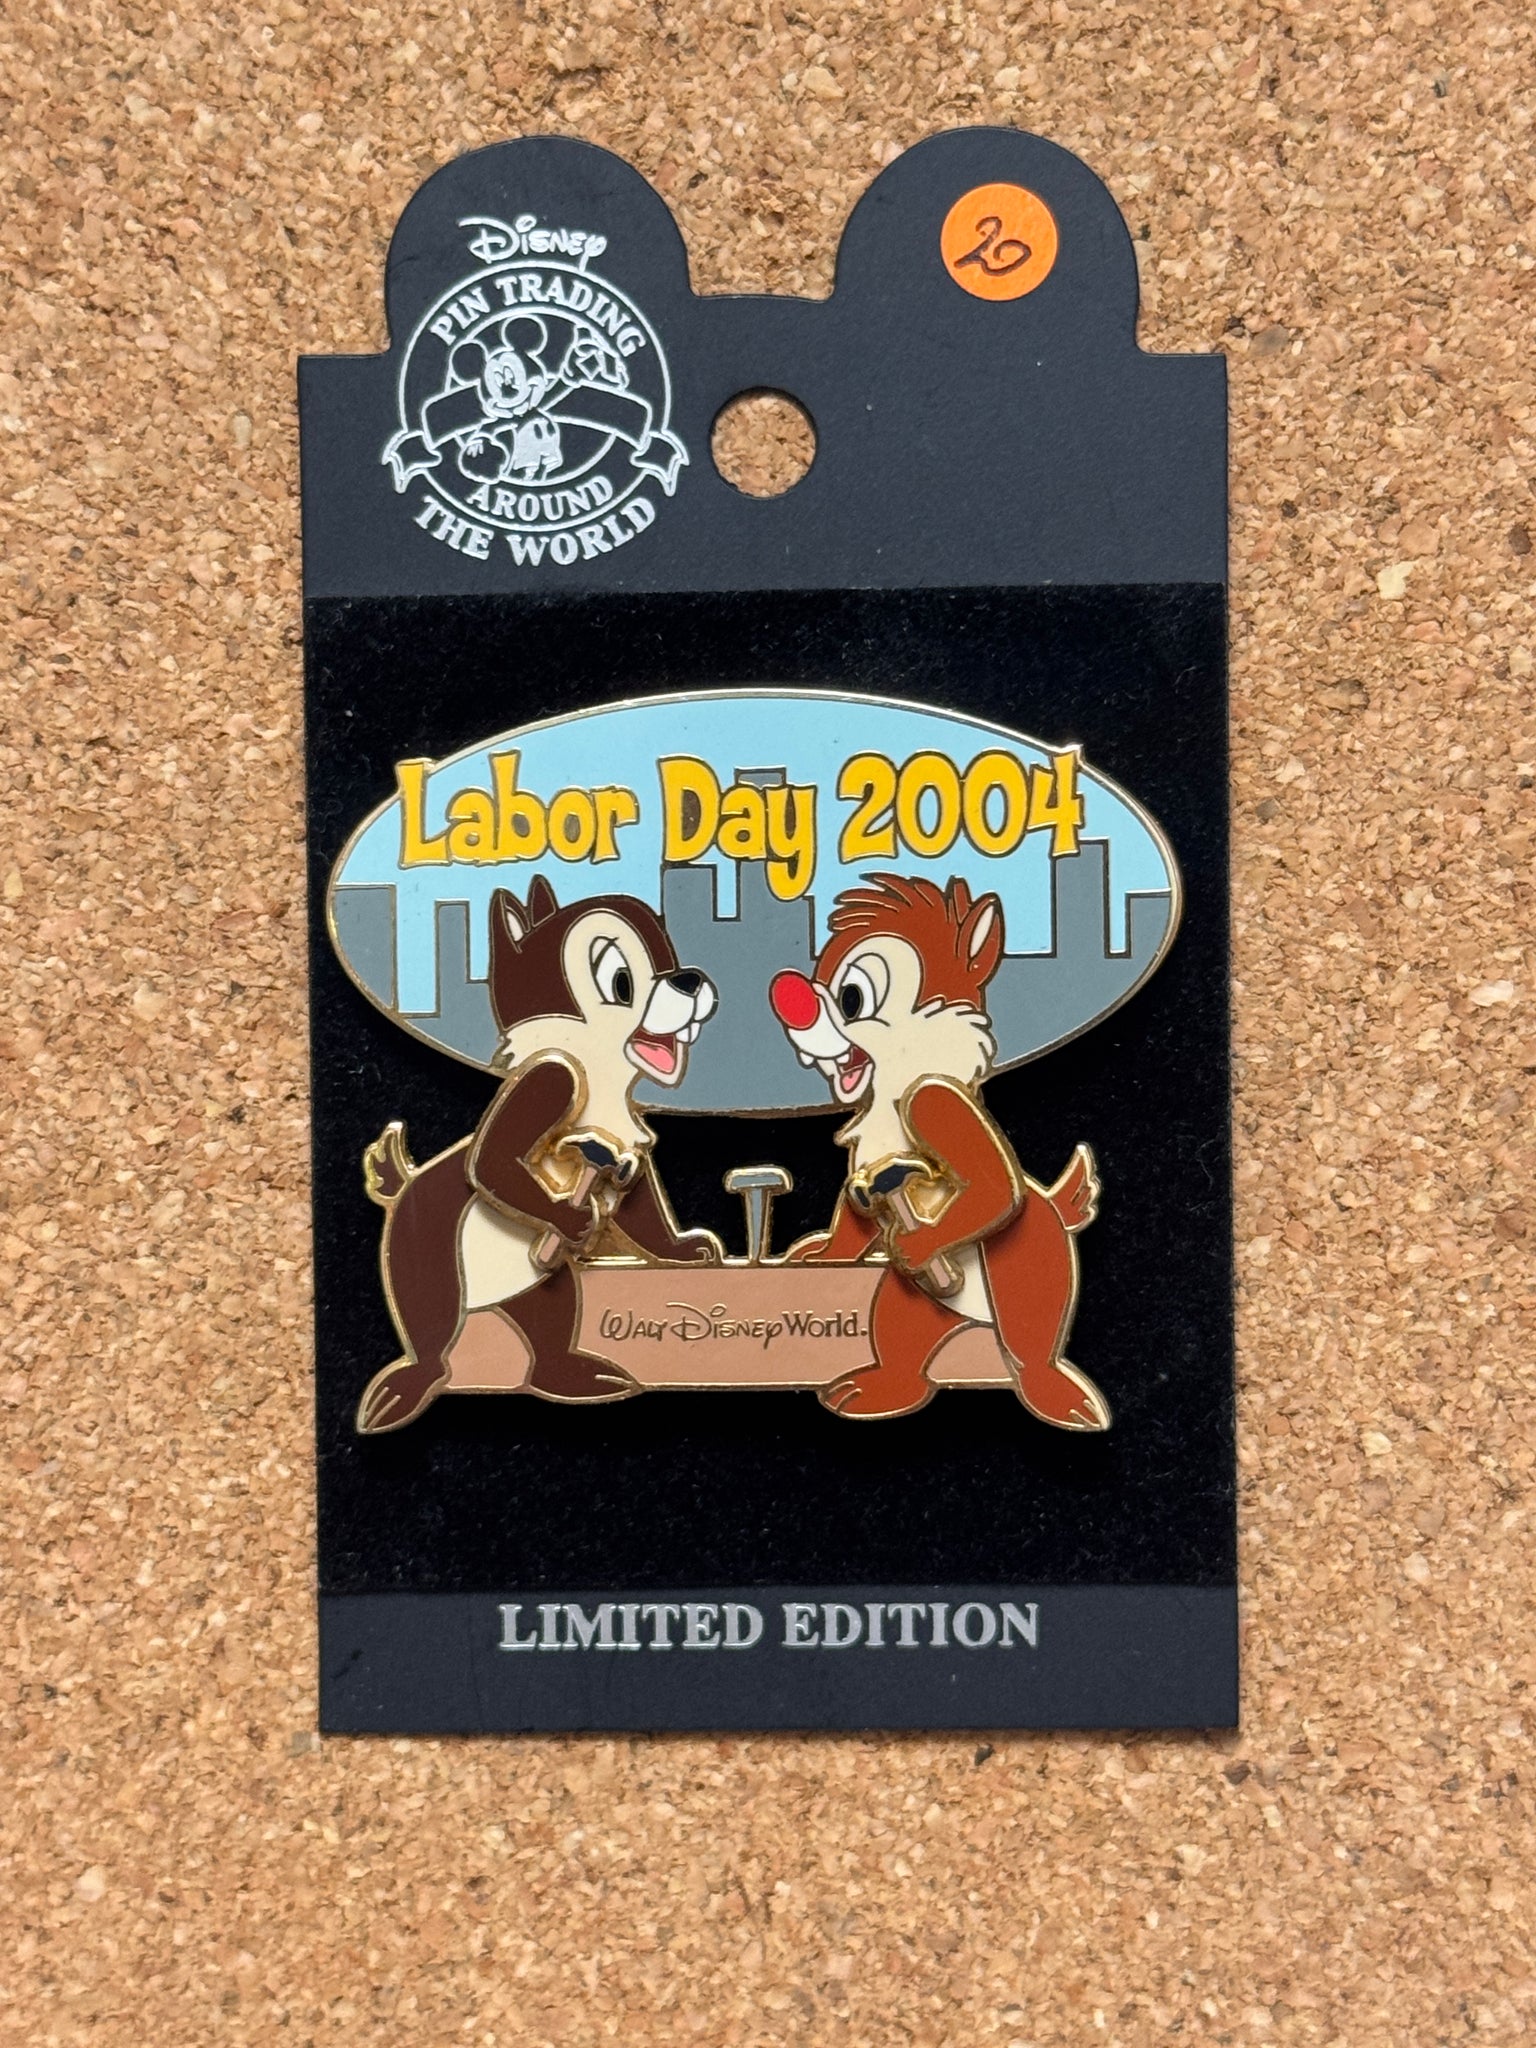 Disney
PIN TRADING
AROUND
THE WORLD
20
Labor Day 2004
Walt Disney World.
LIMITED EDITION